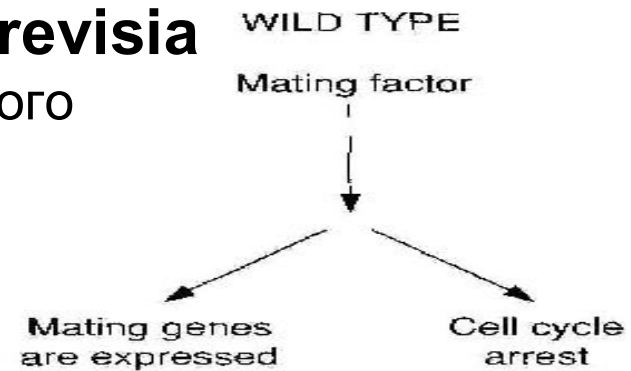 revisia
ого
WILD TYPE
Mating factor
Mating genes
are expressed
Cell cycle
arrest